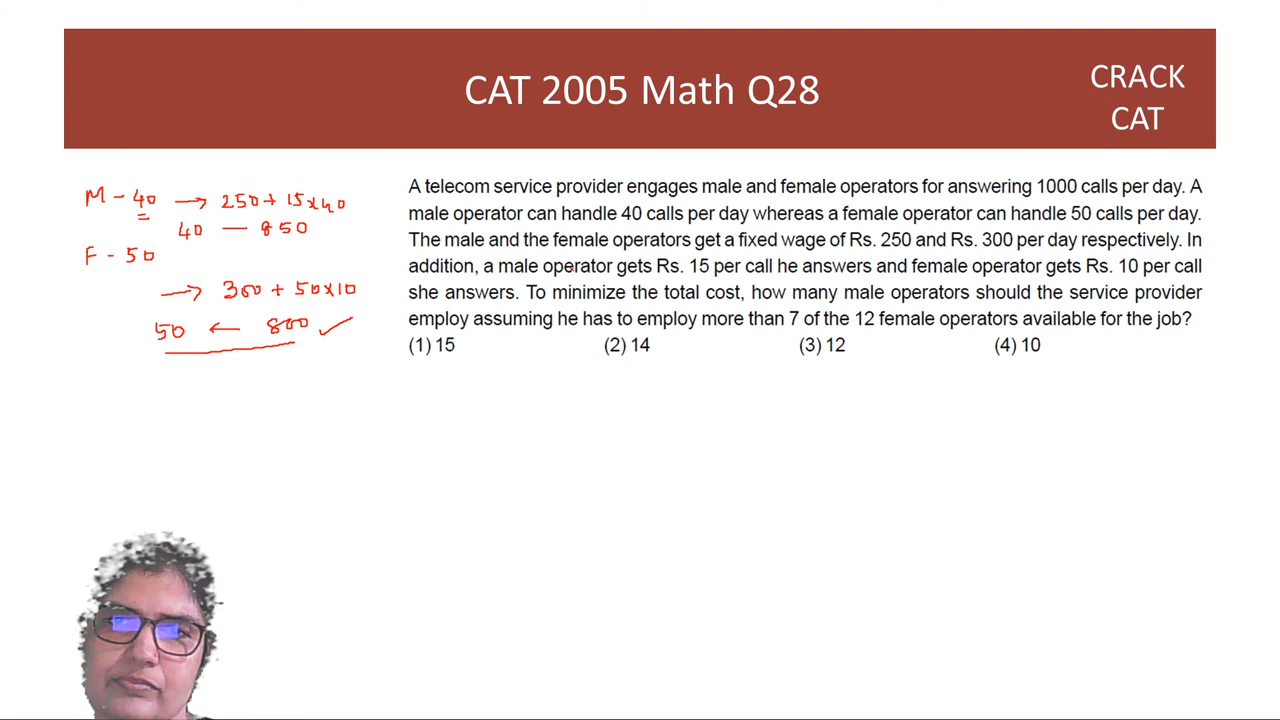 CAT 2005 Math Q28
CRACK
CAT
M - 40 → 250 + 15 x 40
40 — 850
F - 50
→ 300 + 50 x 10
50 ← 800 ✓
A telecom service provider engages male and female operators for answering 1000 calls per day. A
male operator can handle 40 calls per day whereas a female operator can handle 50 calls per day.
The male and the female operators get a fixed wage of Rs. 250 and Rs. 300 per day respectively. In
addition, a male operator gets Rs. 15 per call he answers and female operator gets Rs. 10 per call
she answers. To minimize the total cost, how many male operators should the service provider
employ assuming he has to employ more than 7 of the 12 female operators available for the job?
(1) 15 (2) 14 (3) 12 (4) 10